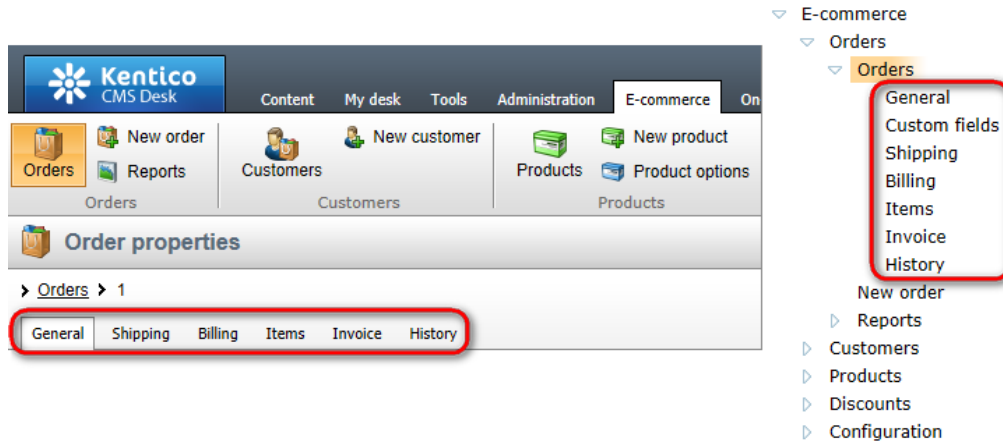 Kentico
CMS Desk
Content My desk Tools Administration E-commerce On
Orders
New order
Reports
Orders
Customers
New customer
Customers
Products
New product
Product options
Products
Order properties
Orders 1
General Shipping Billing Items Invoice History
E-commerce
Orders
Orders
General
Custom fields
Shipping
Billing
Items
Invoice
History
New order
Reports
Customers
Products
Discounts
Configuration